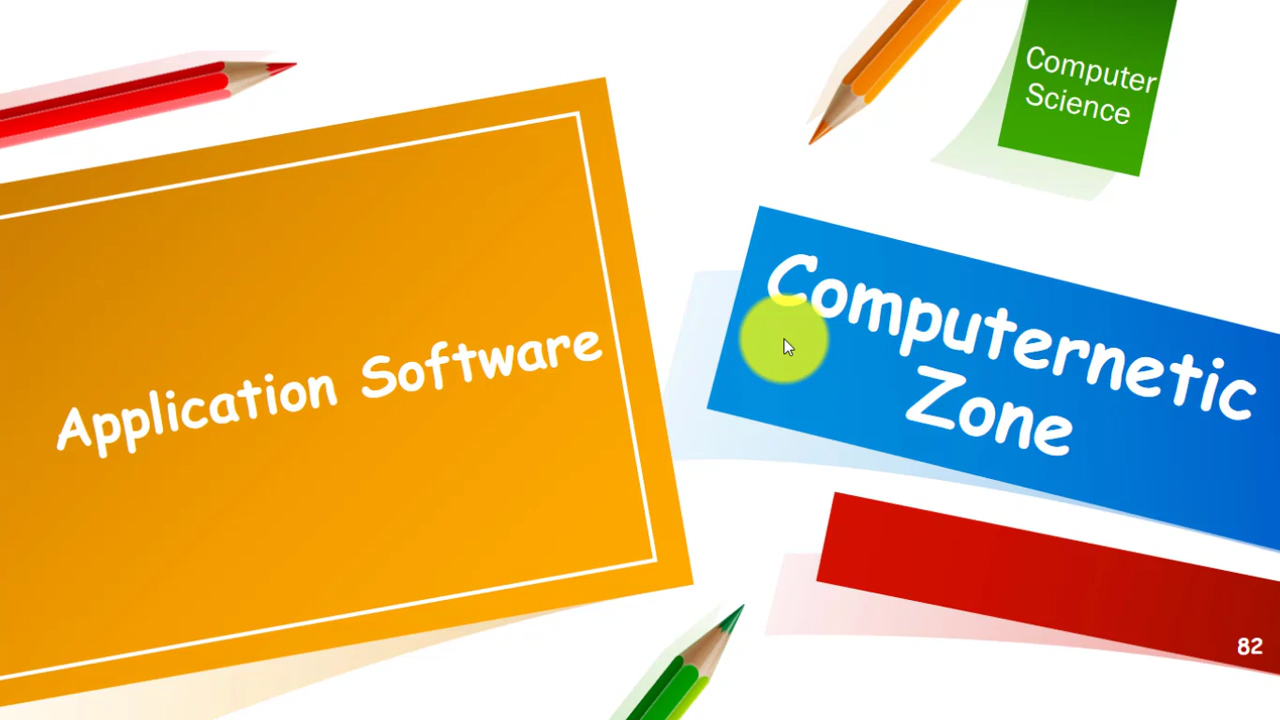 Computer
Science
Application Software
Computernetic
Zone
82